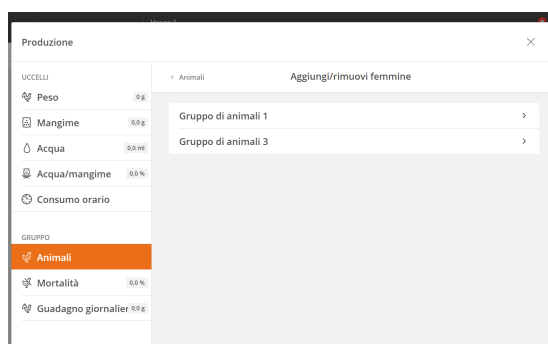 Produzione
UCCELLI
Peso 0 g
Mangime 0,0 g
Acqua 0,0 ml
Acqua/mangime 0,0 %
Consumo orario
GRUPPO
Animali
Mortalità 0,0 %
Guadagno giornalier 0,0 g
‹ Animali
Aggiungi/rimuovi femmine
Gruppo di animali 1
Gruppo di animali 3